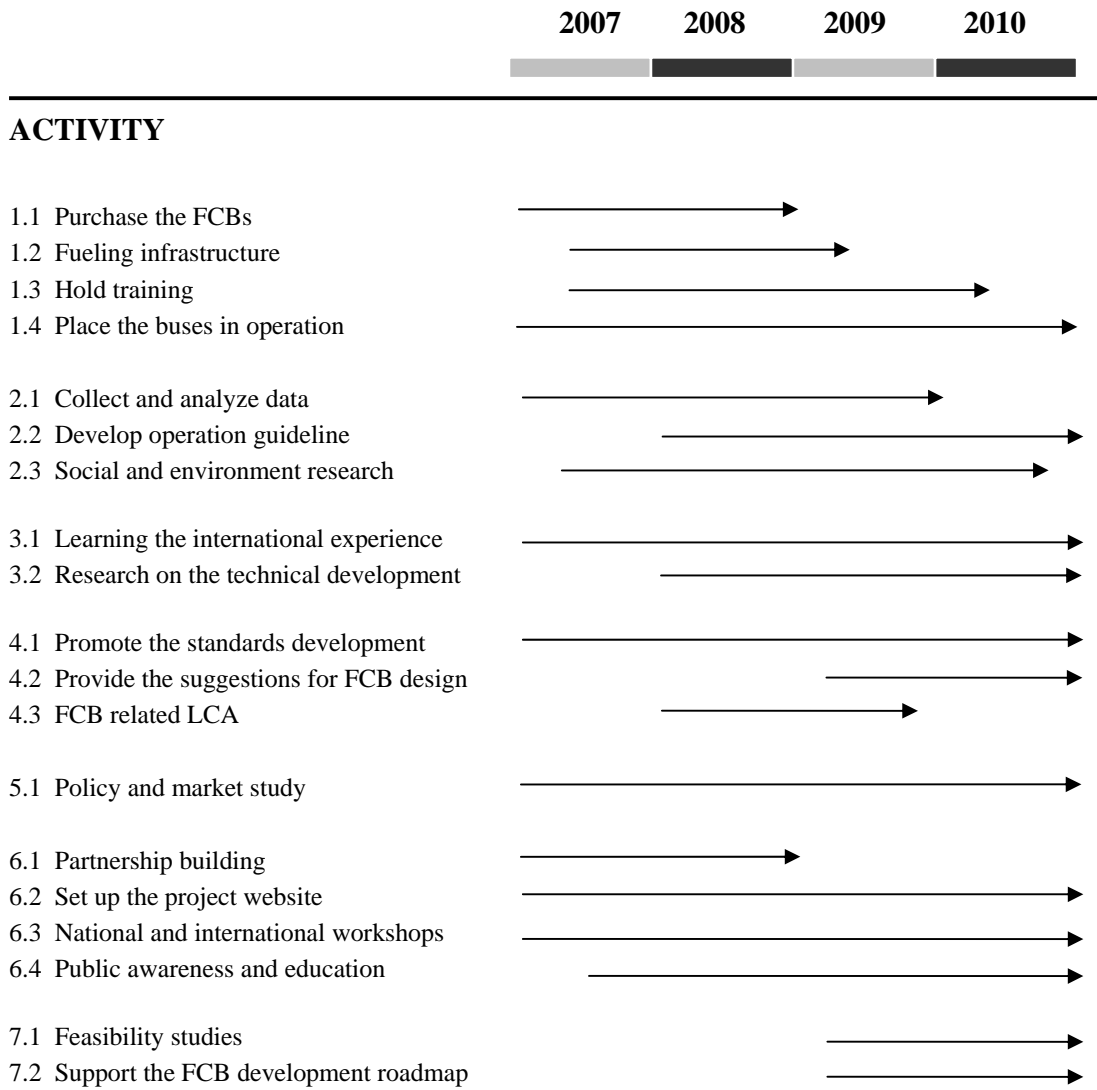 2007 2008 2009 2010
ACTIVITY
1.1 Purchase the FCBs
1.2 Fueling infrastructure
1.3 Hold training
1.4 Place the buses in operation
2.1 Collect and analyze data
2.2 Develop operation guideline
2.3 Social and environment research
3.1 Learning the international experience
3.2 Research on the technical development
4.1 Promote the standards development
4.2 Provide the suggestions for FCB design
4.3 FCB related LCA
5.1 Policy and market study
6.1 Partnership building
6.2 Set up the project website
6.3 National and international workshops
6.4 Public awareness and education
7.1 Feasibility studies
7.2 Support the FCB development roadmap